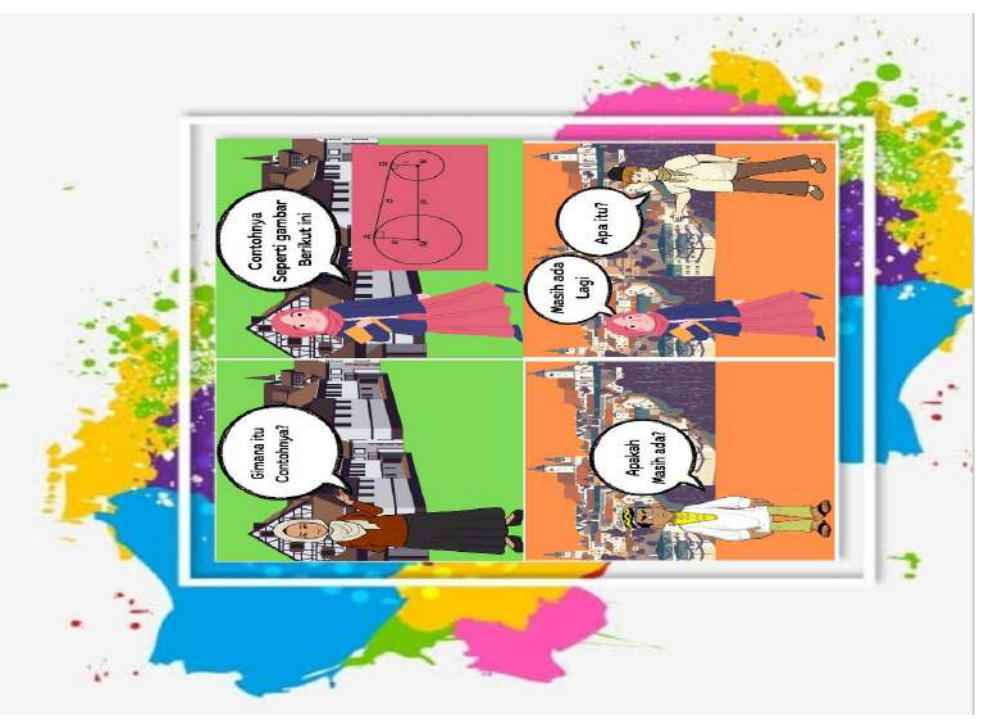 Gimana itu
Contohnya?
Contohnya
Seperti gambar
Berikut ini
A
B
d
M
p
N
Apakah
Masih ada?
Masih ada
Lagi
Apa itu?